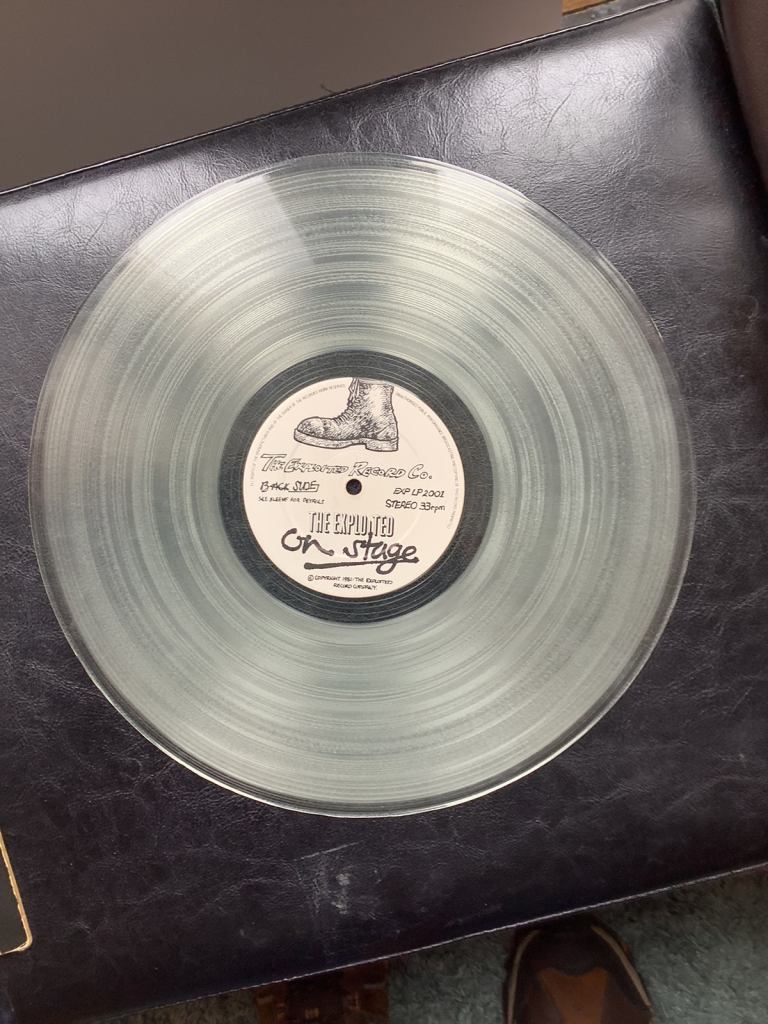 THE EXPLOITED RECORD CO.
BACK SIDE
EXP LP 2001
SEE SLEEVE FOR DETAILS
STEREO 33rpm
THE EXPLOITED
On stage
© COPYRIGHT 1981 THE EXPLOITED
RECORD COMPANY.